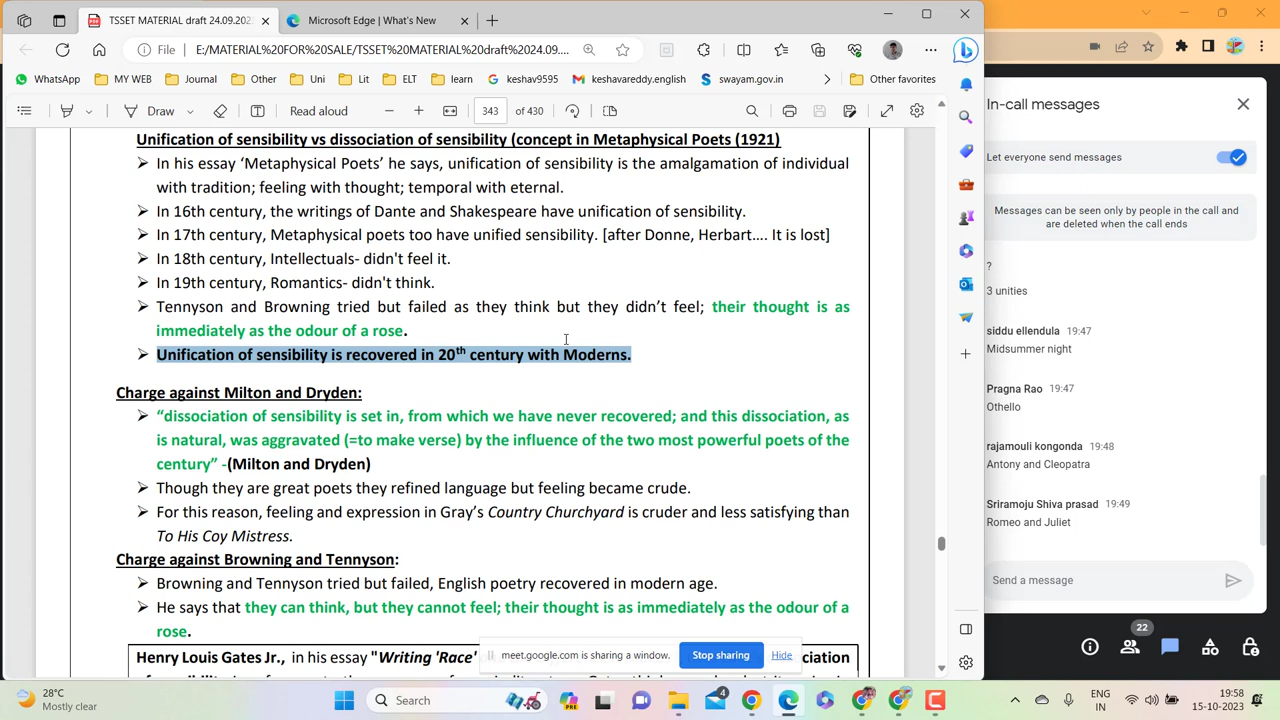 TSSET MATERIAL draft 24.09.202
Microsoft Edge | What's New
File
E:/MATERIAL%20FOR%20SALE/TSSET%20MATERIAL%20draft%2024.09....
WhatsApp
MY WEB
Journal
Other
Uni
Lit
ELT
learn
keshav9595
keshavareddy.english
swayam.gov.in
Other favorites
Draw
Read aloud
343
of 430
Unification of sensibility vs dissociation of sensibility (concept in Metaphysical Poets (1921)
➢ In his essay ‘Metaphysical Poets’ he says, unification of sensibility is the amalgamation of individual
with tradition; feeling with thought; temporal with eternal.
➢ In 16th century, the writings of Dante and Shakespeare have unification of sensibility.
➢ In 17th century, Metaphysical poets too have unified sensibility. [after Donne, Herbart…. It is lost]
➢ In 18th century, Intellectuals- didn't feel it.
➢ In 19th century, Romantics- didn't think.
➢ Tennyson and Browning tried but failed as they think but they didn’t feel; their thought is as
immediately as the odour of a rose.
➢ Unification of sensibility is recovered in 20th century with Moderns.
Charge against Milton and Dryden:
➢ “dissociation of sensibility is set in, from which we have never recovered; and this dissociation, as
is natural, was aggravated (=to make verse) by the influence of the two most powerful poets of the
century” -(Milton and Dryden)
➢ Though they are great poets they refined language but feeling became crude.
➢ For this reason, feeling and expression in Gray’s Country Churchyard is cruder and less satisfying than
To His Coy Mistress.
Charge against Browning and Tennyson:
➢ Browning and Tennyson tried but failed, English poetry recovered in modern age.
➢ He says that they can think, but they cannot feel; their thought is as immediately as the odour of a
rose.
Henry Louis Gates Jr., in his essay "Writing 'Race'
meet.google.com is sharing a window.
Stop sharing
Hide
In-call messages
Let everyone send messages
Messages can be seen only by people in the call and
are deleted when the call ends
?
3 unities
siddu ellendula 19:47
Midsummer night
Pragna Rao 19:47
Othello
rajamouli kongonda 19:48
Antony and Cleopatra
Sriramoju Shiva prasad 19:49
Romeo and Juliet
Send a message
22
28°C
Mostly clear
Search
PRE
4
ENG
IN
19:58
15-10-2023